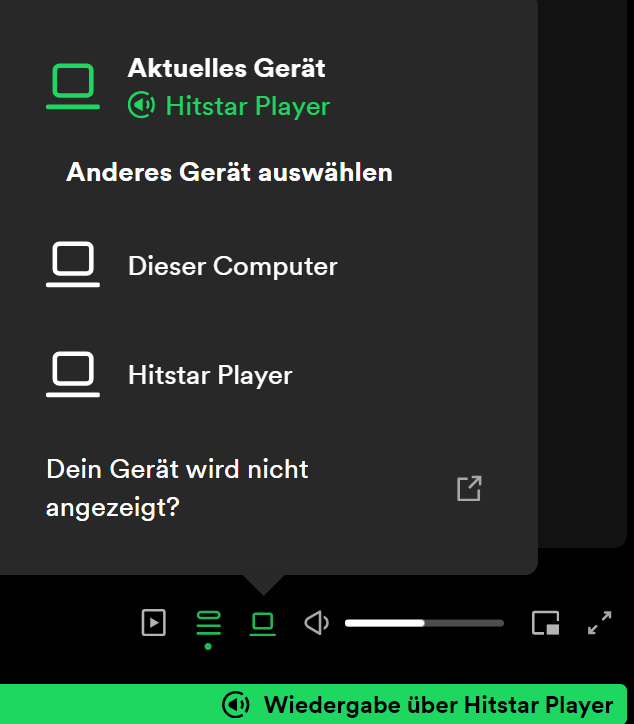 Aktuelles Gerät
Hitstar Player
Anderes Gerät auswählen
Dieser Computer
Hitstar Player
Dein Gerät wird nicht
angezeigt?
Wiedergabe über Hitstar Player